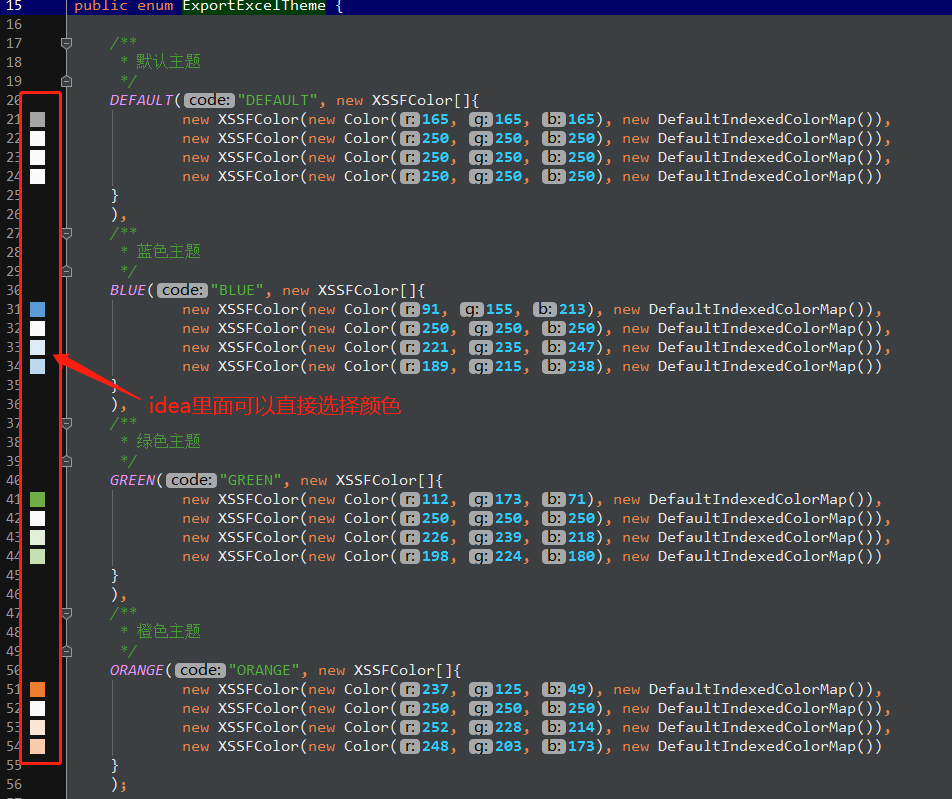 15 public enum ExportExcelTheme {
16
17 /**
18 * 默认主题
19 */
20 DEFAULT( code: "DEFAULT", new XSSFColor[]{
21 new XSSFColor(new Color( r: 165, g: 165, b: 165), new DefaultIndexedColorMap()),
22 new XSSFColor(new Color( r: 250, g: 250, b: 250), new DefaultIndexedColorMap()),
23 new XSSFColor(new Color( r: 250, g: 250, b: 250), new DefaultIndexedColorMap()),
24 new XSSFColor(new Color( r: 250, g: 250, b: 250), new DefaultIndexedColorMap())
25 }
26 ),
27 /**
28 * 蓝色主题
29 */
30 BLUE( code: "BLUE", new XSSFColor[]{
31 new XSSFColor(new Color( r: 91, g: 155, b: 213), new DefaultIndexedColorMap()),
32 new XSSFColor(new Color( r: 250, g: 250, b: 250), new DefaultIndexedColorMap()),
33 new XSSFColor(new Color( r: 221, g: 235, b: 247), new DefaultIndexedColorMap()),
34 new XSSFColor(new Color( r: 189, g: 215, b: 238), new DefaultIndexedColorMap())
35 }
36 ),
idea里面可以直接选择颜色
37 /**
38 * 绿色主题
39 */
40 GREEN( code: "GREEN", new XSSFColor[]{
41 new XSSFColor(new Color( r: 112, g: 173, b: 71), new DefaultIndexedColorMap()),
42 new XSSFColor(new Color( r: 250, g: 250, b: 250), new DefaultIndexedColorMap()),
43 new XSSFColor(new Color( r: 226, g: 239, b: 218), new DefaultIndexedColorMap()),
44 new XSSFColor(new Color( r: 198, g: 224, b: 180), new DefaultIndexedColorMap())
45 }
46 ),
47 /**
48 * 橙色主题
49 */
50 ORANGE( code: "ORANGE", new XSSFColor[]{
51 new XSSFColor(new Color( r: 237, g: 125, b: 49), new DefaultIndexedColorMap()),
52 new XSSFColor(new Color( r: 250, g: 250, b: 250), new DefaultIndexedColorMap()),
53 new XSSFColor(new Color( r: 252, g: 228, b: 214), new DefaultIndexedColorMap()),
54 new XSSFColor(new Color( r: 248, g: 203, b: 173), new DefaultIndexedColorMap())
55 }
56 );